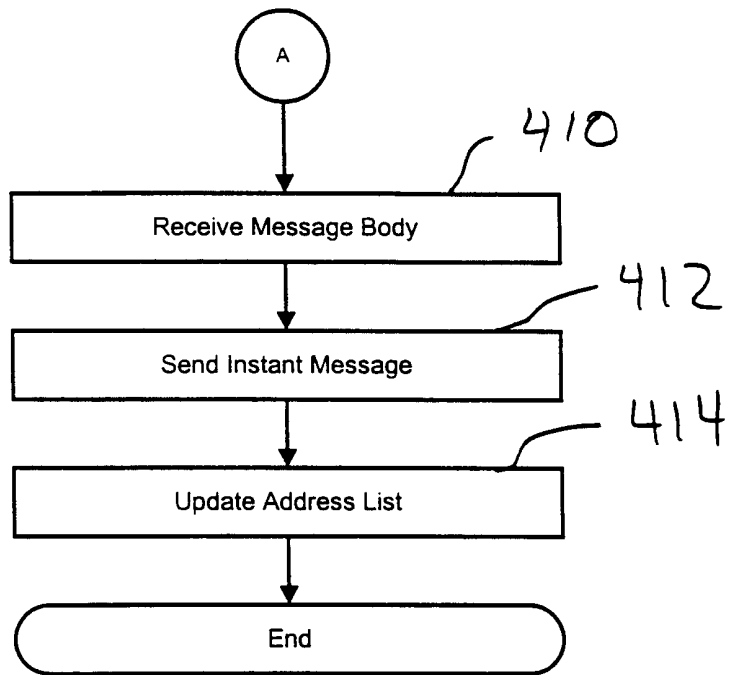 A
410
Receive Message Body
412
Send Instant Message
414
Update Address List
End